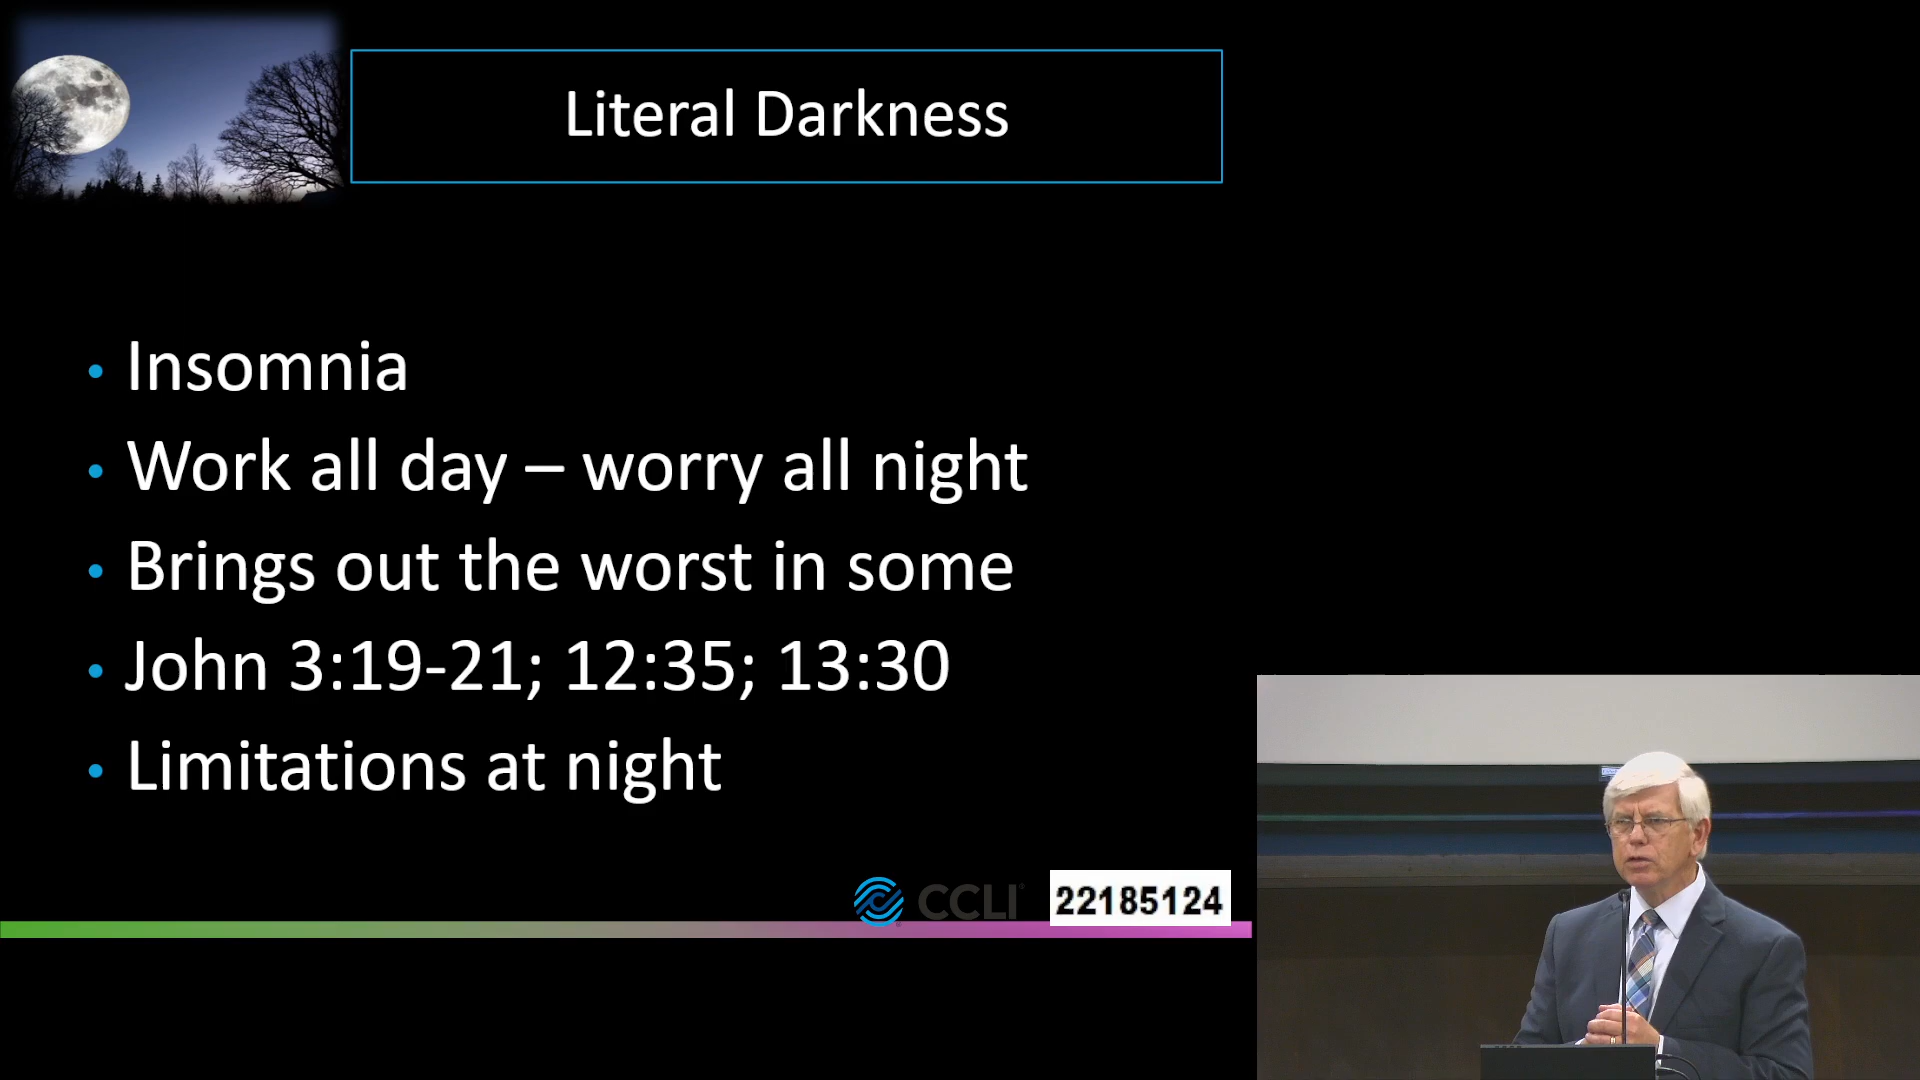 Literal Darkness
• Insomnia
• Work all day – worry all night
• Brings out the worst in some
• John 3:19-21; 12:35; 13:30
• Limitations at night
CCLI®
22185124